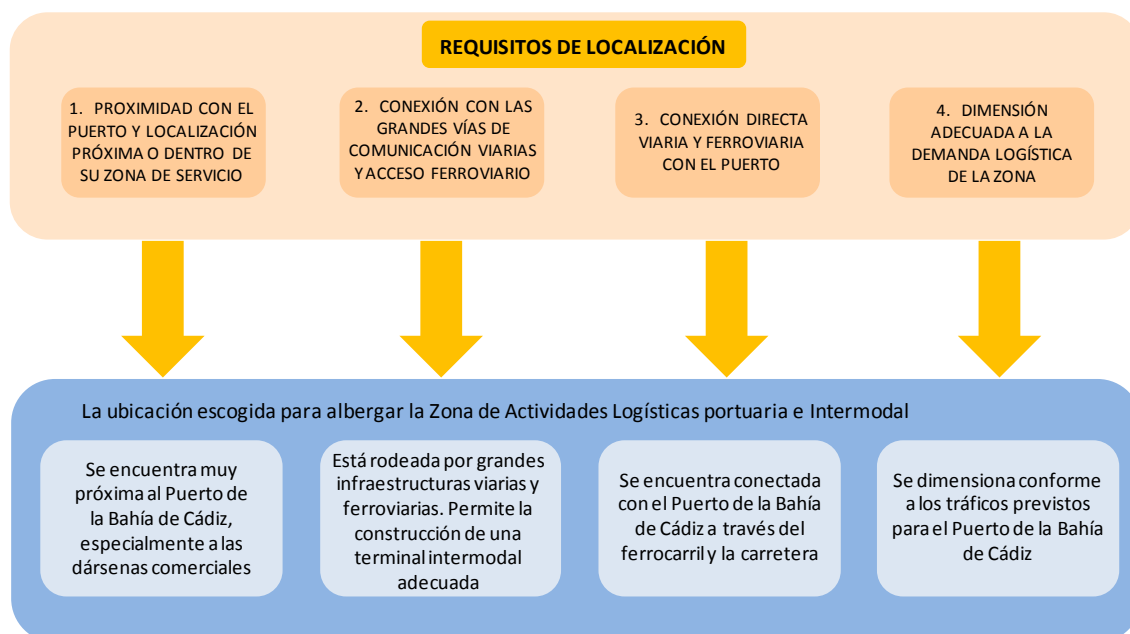 REQUISITOS DE LOCALIZACIÓN
1. PROXIMIDAD CON EL
PUERTO Y LOCALIZACIÓN
PRÓXIMA O DENTRO DE
SU ZONA DE SERVICIO
2. CONEXIÓN CON LAS
GRANDES VÍAS DE
COMUNICACIÓN VIARIAS
Y ACCESO FERROVIARIO
3. CONEXIÓN DIRECTA
VIARIA Y FERROVIARIA
CON EL PUERTO
4. DIMENSIÓN
ADECUADA A LA
DEMANDA LOGÍSTICA
DE LA ZONA
La ubicación escogida para albergar la Zona de Actividades Logísticas portuaria e Intermodal
Se encuentra muy
próxima al Puerto de
la Bahía de Cádiz,
especialmente a las
dársenas comerciales
Está rodeada por grandes
infraestructuras viarias y
ferroviarias. Permite la
construcción de una
terminal intermodal
adecuada
Se encuentra conectada
con el Puerto de la Bahía
de Cádiz a través del
ferrocarril y la carretera
Se dimensiona conforme
a los tráficos previstos
para el Puerto de la Bahía
de Cádiz